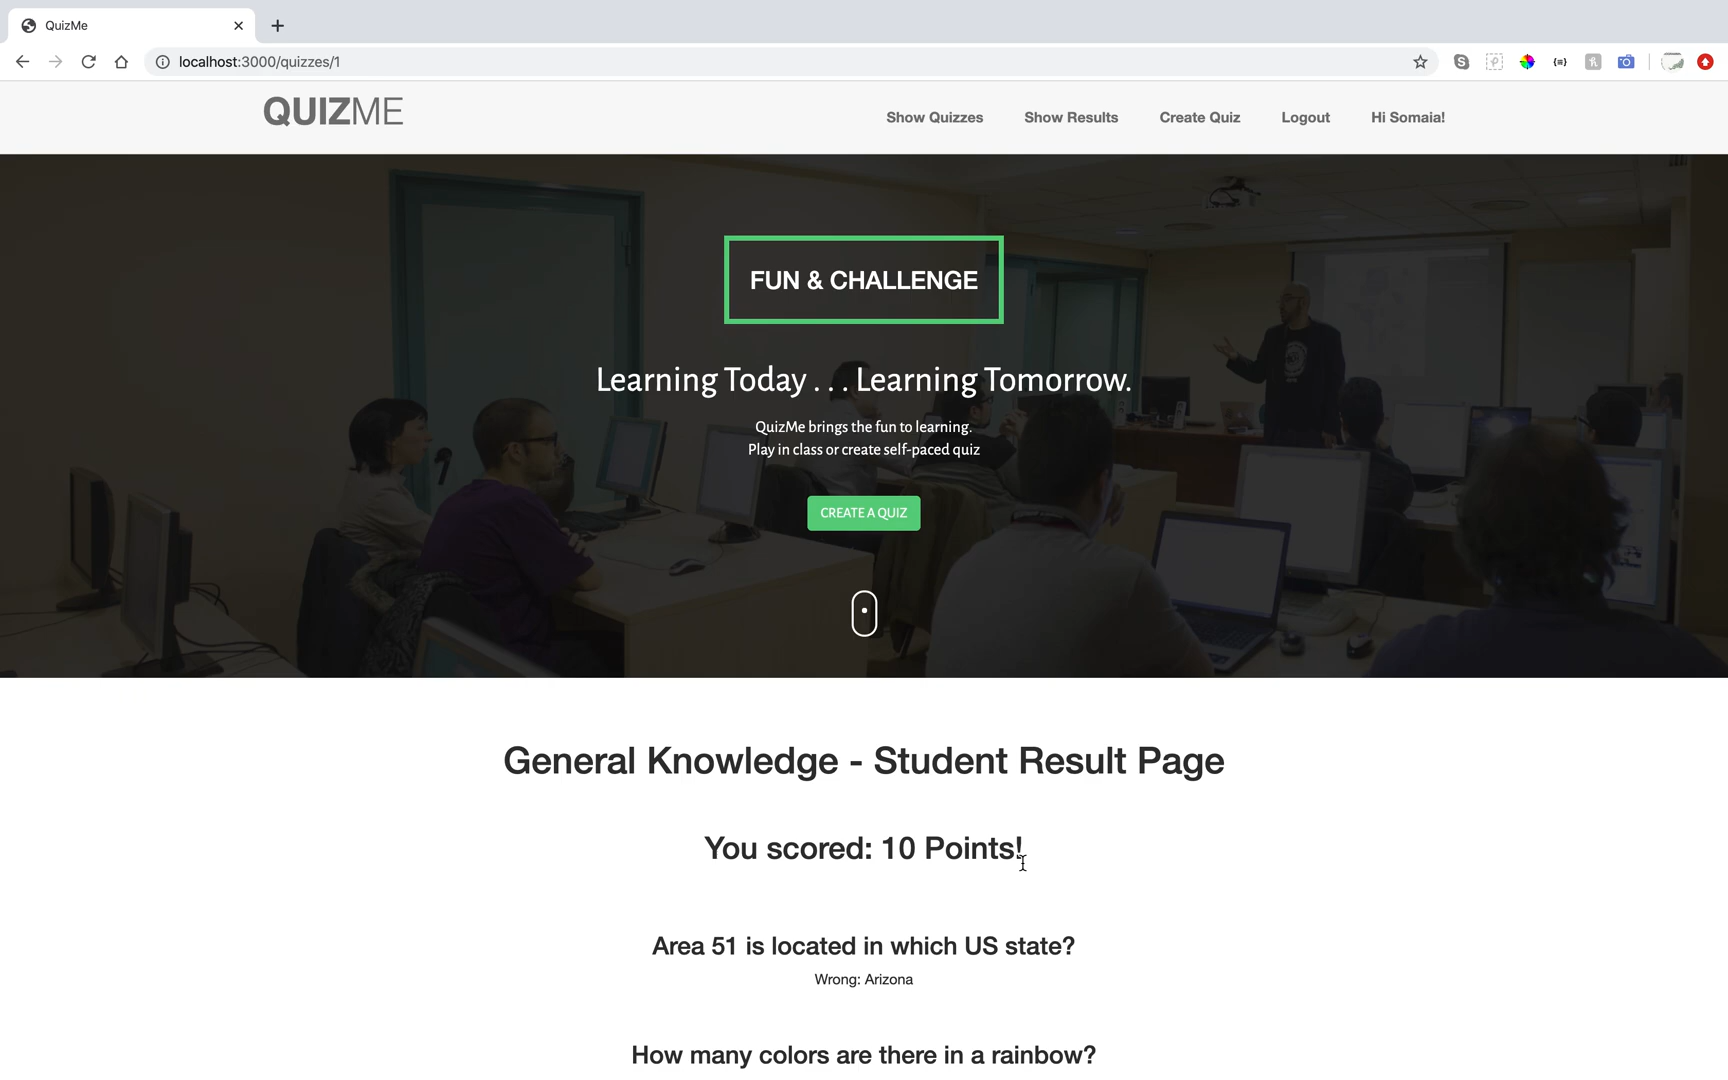 QuizMe
localhost:3000/quizzes/1
QUIZME
Show Quizzes
Show Results
Create Quiz
Logout
Hi Somaia!
FUN & CHALLENGE
Learning Today . . . Learning Tomorrow.
QuizMe brings the fun to learning.
Play in class or create self-paced quiz
CREATE A QUIZ
General Knowledge - Student Result Page
You scored: 10 Points!
Area 51 is located in which US state?
Wrong: Arizona
How many colors are there in a rainbow?